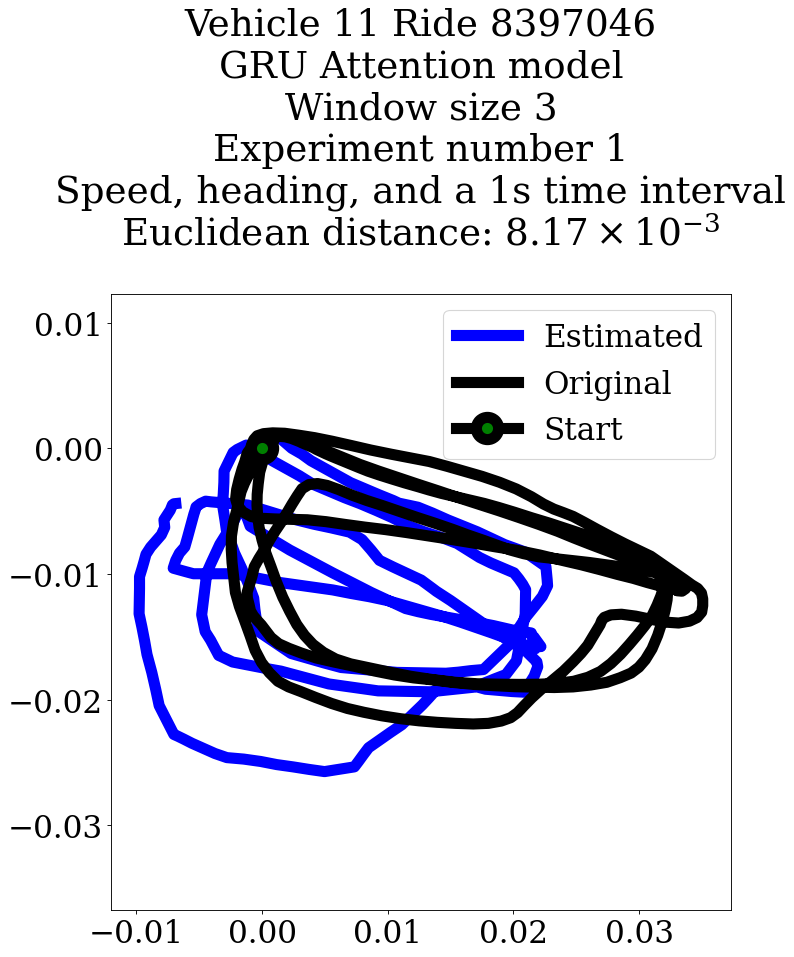 Vehicle 11 Ride 8397046
GRU Attention model
Window size 3
Experiment number 1
Speed, heading, and a 1s time interval
Euclidean distance: 8.17 × 10⁻³
Estimated
Original
Start
0.01
0.00
−0.01
−0.02
−0.03
−0.01 0.00 0.01 0.02 0.03